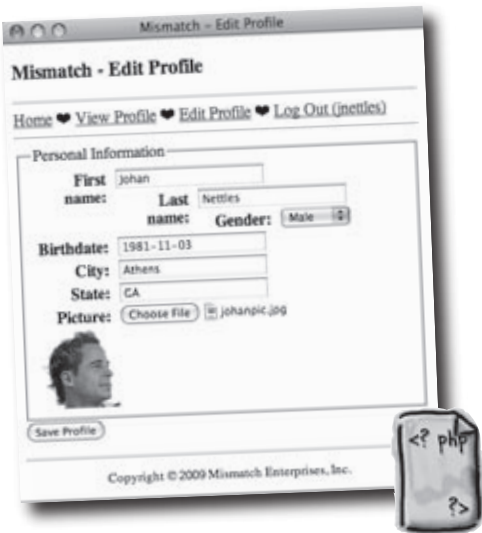 Mismatch – Edit Profile
Mismatch - Edit Profile
Home ❤ View Profile ❤ Edit Profile ❤ Log Out (jnettles)
Personal Information
First name: Johan
Last name: Nettles
Gender: Male
Birthdate: 1981-11-03
City: Athens
State: GA
Picture: Choose File johanpic.jpg
Save Profile
Copyright © 2009 Mismatch Enterprises, Inc.
<? php
?>